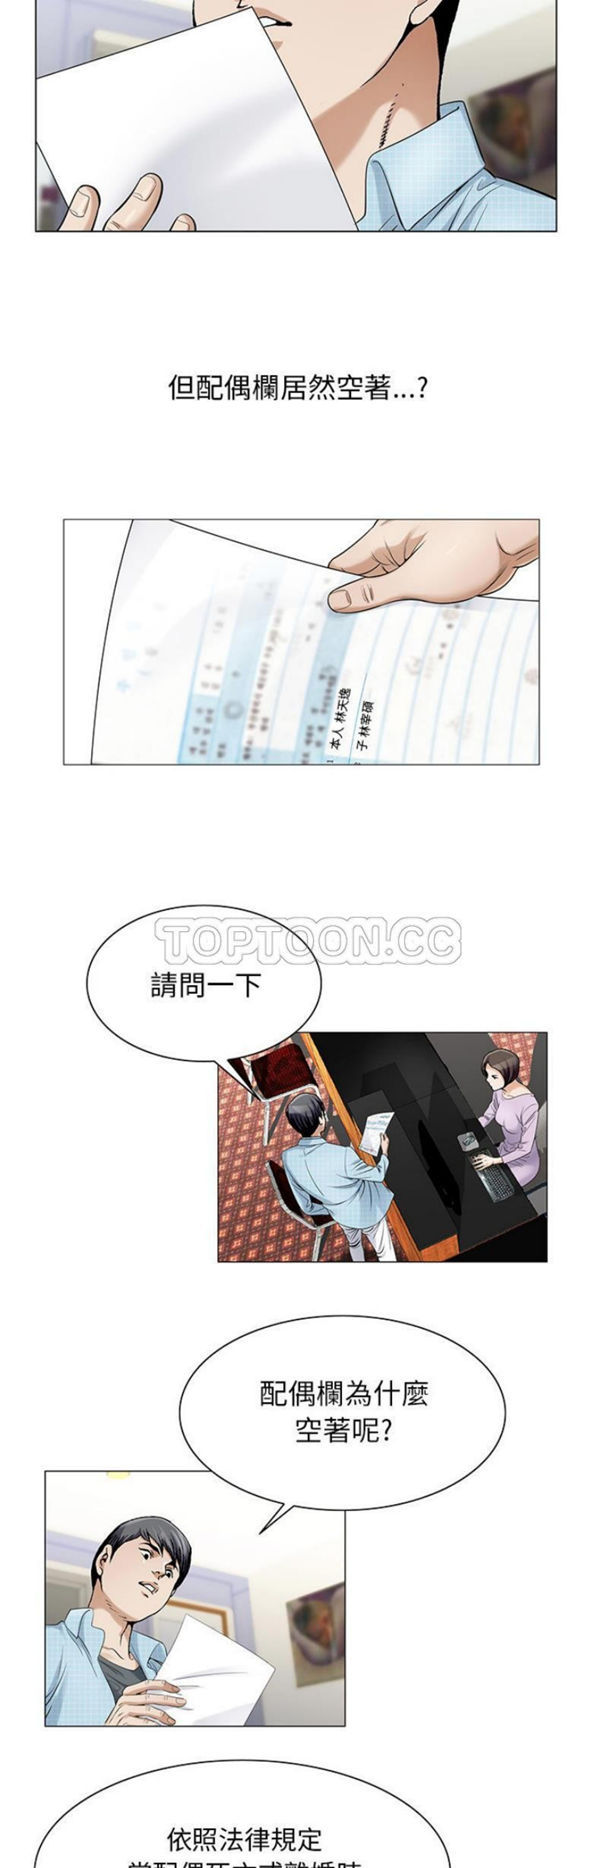 但配偶欄居然空著...?
本人 林天逸
子 林宰碩
TOPTOON.CC
請問一下
配偶欄為什麼
空著呢?
依照法律規定